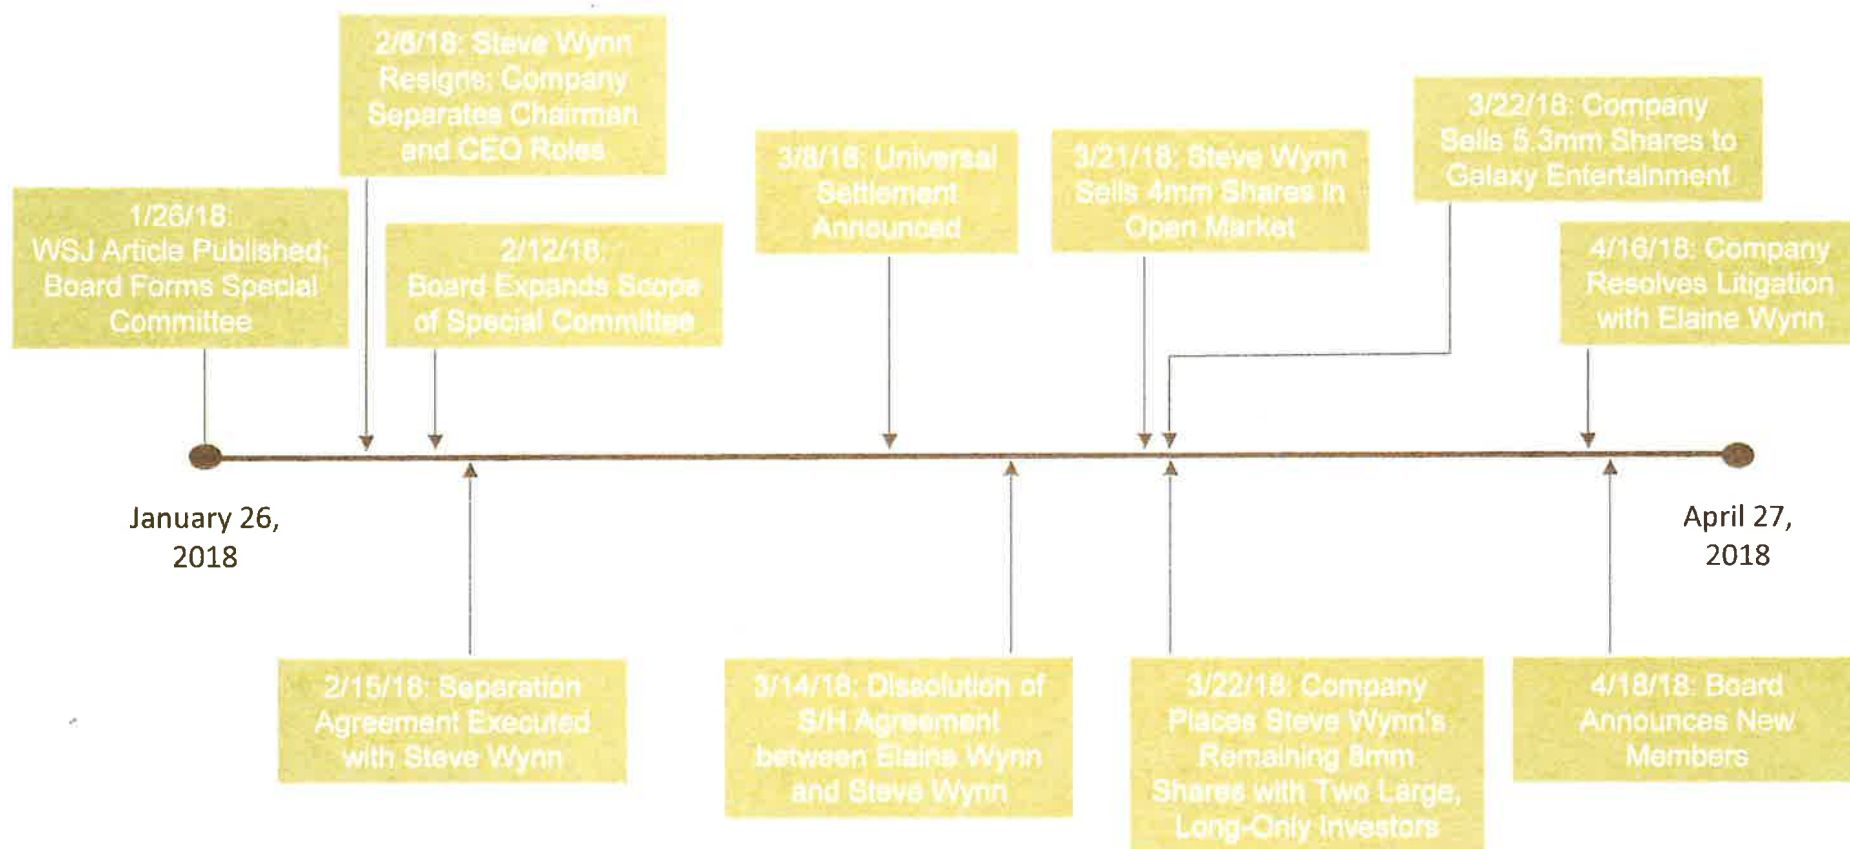 1/26/18:
WSJ Article Published;
Board Forms Special
Committee
2/6/18: Steve Wynn
Resigns; Company
Separates Chairman
and CEO Roles
2/12/18:
Board Expands Scope
of Special Committee
3/8/18: Universal
Settlement
Announced
3/21/18: Steve Wynn
Sells 4mm Shares in
Open Market
3/22/18: Company
Sells 5.3mm Shares to
Galaxy Entertainment
4/16/18: Company
Resolves Litigation
with Elaine Wynn
January 26,
2018
April 27,
2018
2/15/18: Separation
Agreement Executed
with Steve Wynn
3/14/18: Dissolution of
S/H Agreement
between Elaine Wynn
and Steve Wynn
3/22/18: Company
Places Steve Wynn's
Remaining 8mm
Shares with Two Large,
Long-Only Investors
4/18/18: Board
Announces New
Members